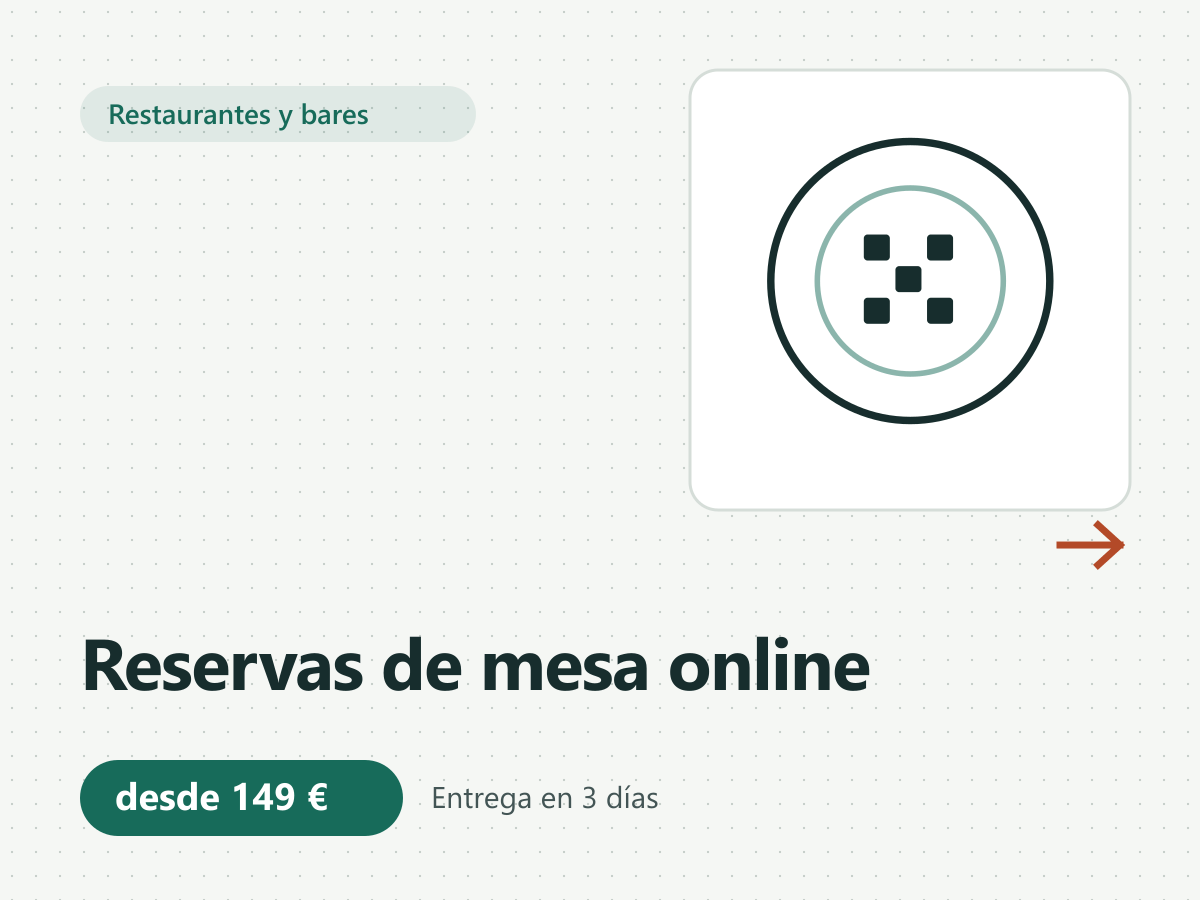 Restaurantes y bares
Reservas de mesa online
desde 149 €
Entrega en 3 días